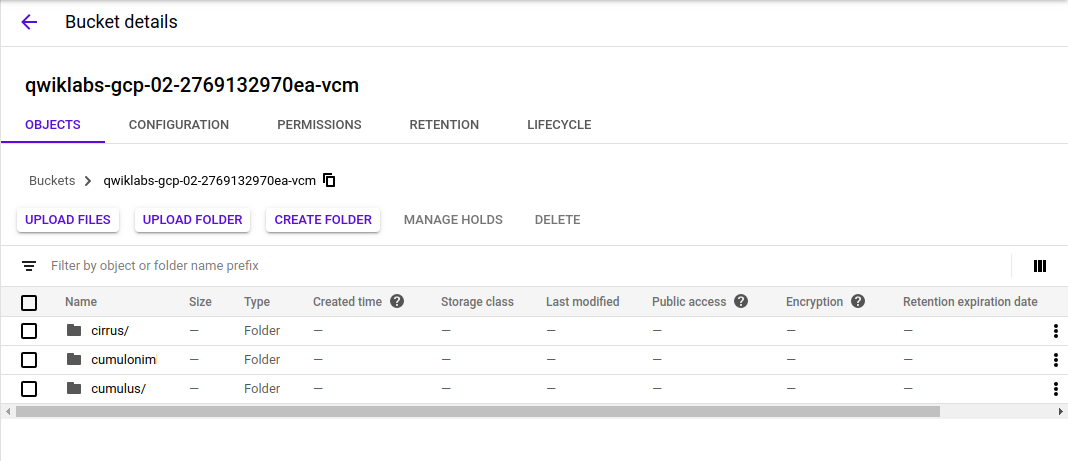 Bucket details
qwiklabs-gcp-02-2769132970ea-vcm
OBJECTS CONFIGURATION PERMISSIONS RETENTION LIFECYCLE
Buckets > qwiklabs-gcp-02-2769132970ea-vcm
UPLOAD FILES UPLOAD FOLDER CREATE FOLDER MANAGE HOLDS DELETE
Filter by object or folder name prefix
Name Size Type Created time ? Storage class Last modified Public access ? Encryption ? Retention expiration date
cirrus/ — Folder — — — — — —
cumulonim — Folder — — — — — —
cumulus/ — Folder — — — — — —